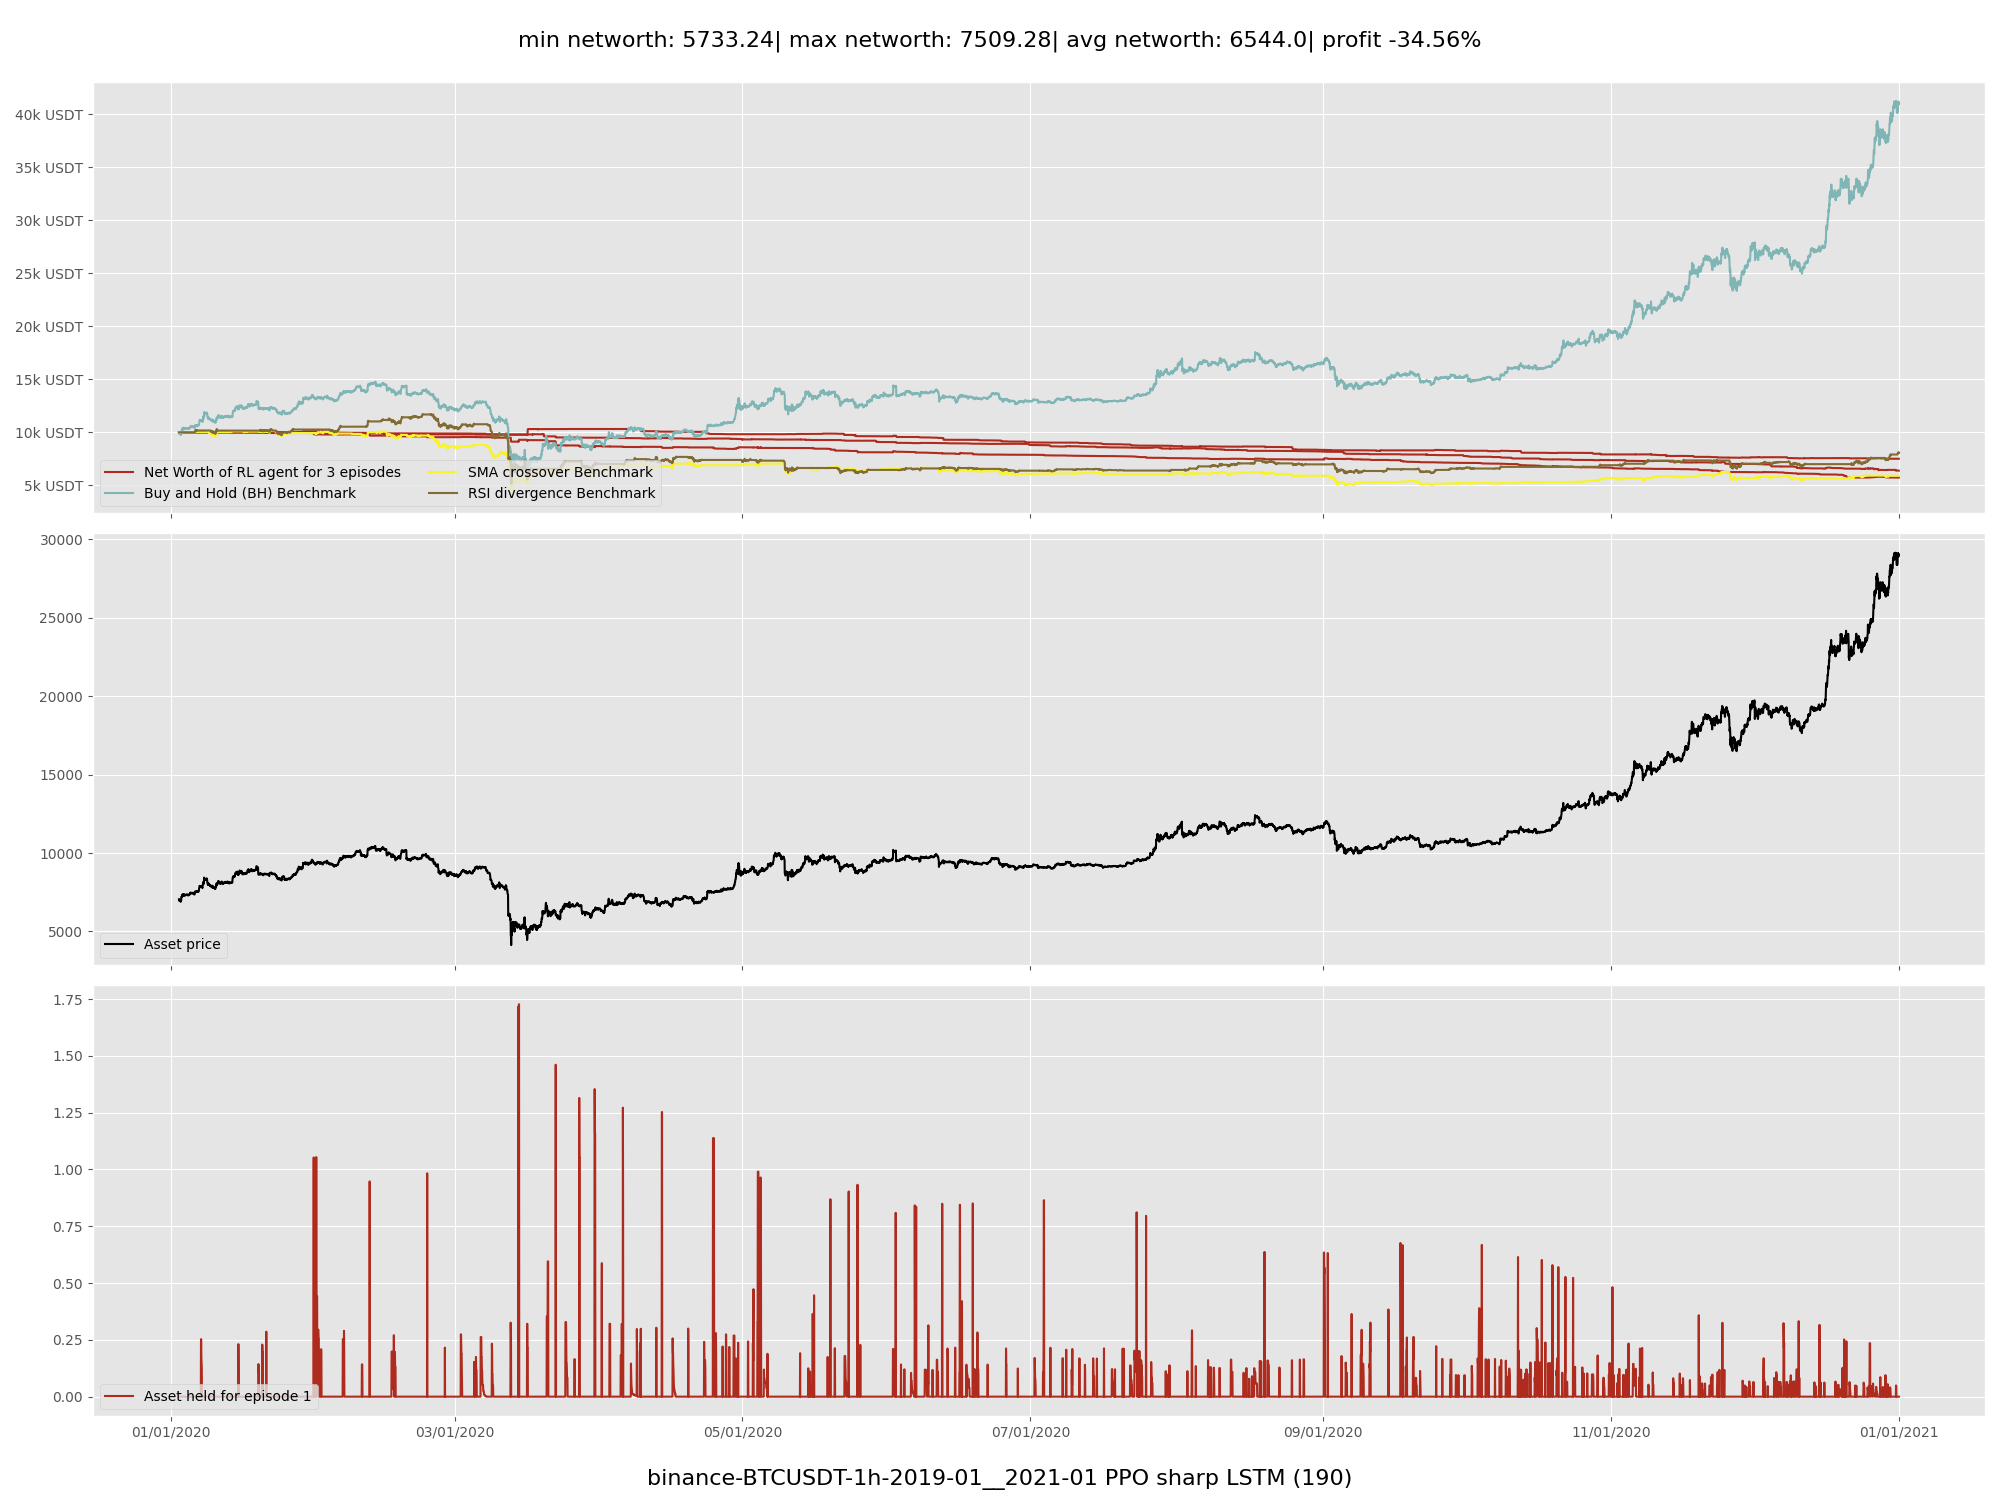 min networth: 5733.24| max networth: 7509.28| avg networth: 6544.0| profit -34.56%
40k USDT
35k USDT
30k USDT
25k USDT
20k USDT
15k USDT
10k USDT
5k USDT
Net Worth of RL agent for 3 episodes
Buy and Hold (BH) Benchmark
SMA crossover Benchmark
RSI divergence Benchmark
30000
25000
20000
15000
10000
5000
Asset price
1.75
1.50
1.25
1.00
0.75
0.50
0.25
0.00
Asset held for episode 1
01/01/2020 03/01/2020 05/01/2020 07/01/2020 09/01/2020 11/01/2020 01/01/2021
binance-BTCUSDT-1h-2019-01__2021-01 PPO sharp LSTM (190)